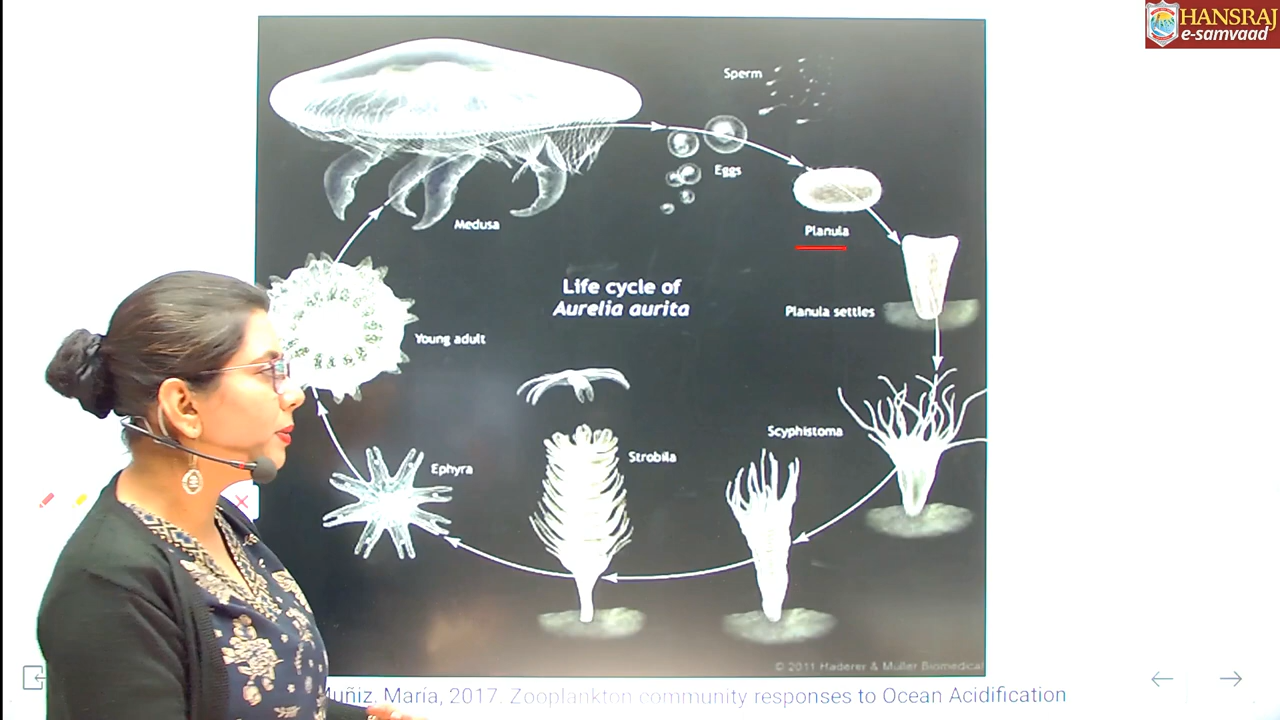 HANSRAJ
e-samvaad
Sperm
Eggs
Medusa
Planula
Life cycle of
Aurelia aurita
Planula settles
Young adult
Scyphistoma
Strobila
Ephyra
© 2011 Haderer & Muller Biomedical
Muñiz, María, 2017. Zooplankton community responses to Ocean Acidification